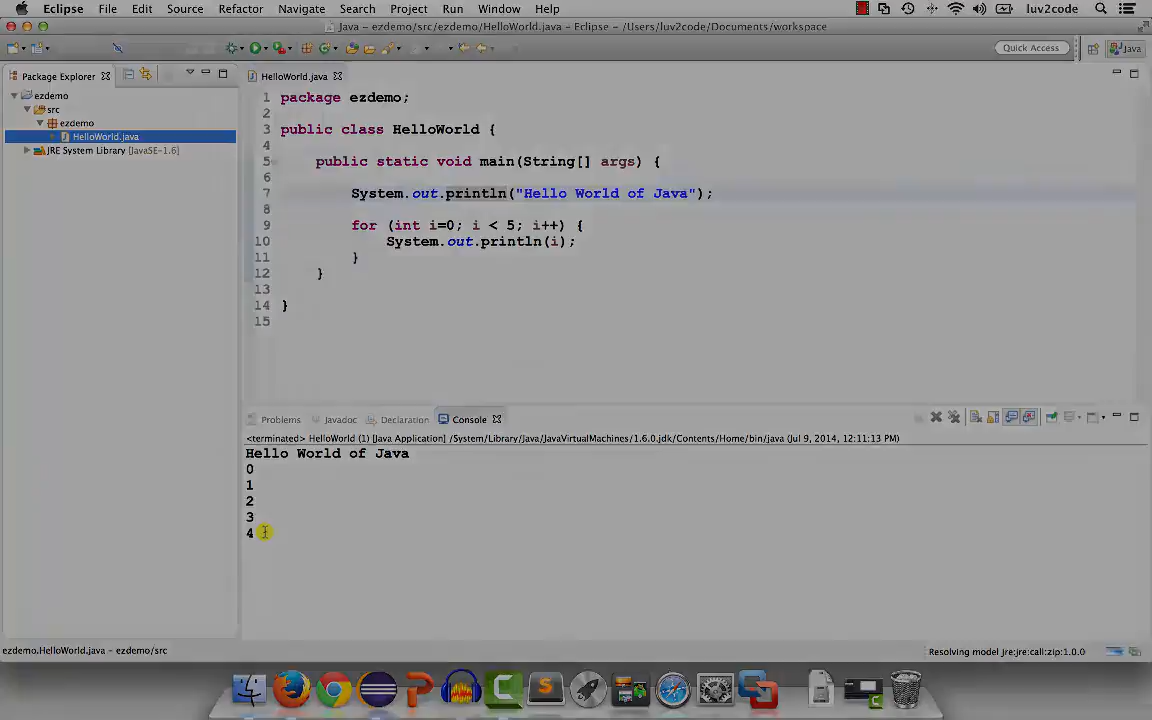 Eclipse File Edit Source Refactor Navigate Search Project Run Window Help luv2code
Java – ezdemo/src/ezdemo/HelloWorld.java – Eclipse – /Users/luv2code/Documents/workspace
Quick Access Java
Package Explorer
ezdemo
src
ezdemo
HelloWorld.java
JRE System Library [JavaSE-1.6]
HelloWorld.java
1 package ezdemo;
2
3 public class HelloWorld {
4
5 public static void main(String[] args) {
6
7 System.out.println("Hello World of Java");
8
9 for (int i=0; i < 5; i++) {
10 System.out.println(i);
11 }
12 }
13
14 }
15
Problems Javadoc Declaration Console
<terminated> HelloWorld (1) [Java Application] /System/Library/Java/JavaVirtualMachines/1.6.0.jdk/Contents/Home/bin/java (Jul 9, 2014, 12:11:13 PM)
Hello World of Java
0
1
2
3
4
ezdemo.HelloWorld.java – ezdemo/src
Resolving model jre:jre:call:zip:1.0.0